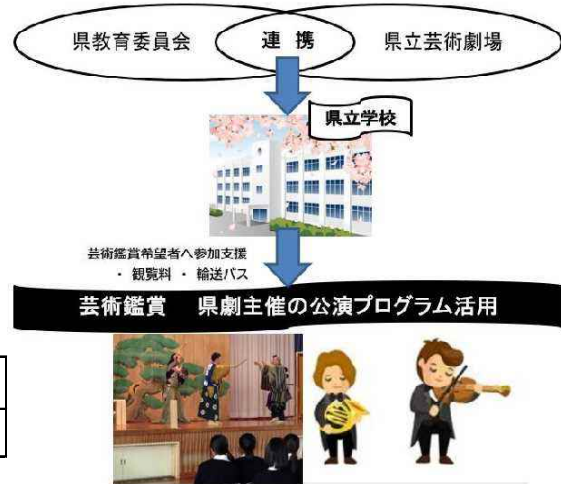 県教育委員会 連携 県立芸術劇場
県立学校
芸術鑑賞希望者へ参加支援
・ 観覧料 ・ 輸送バス
芸術鑑賞 県劇主催の公演プログラム活用